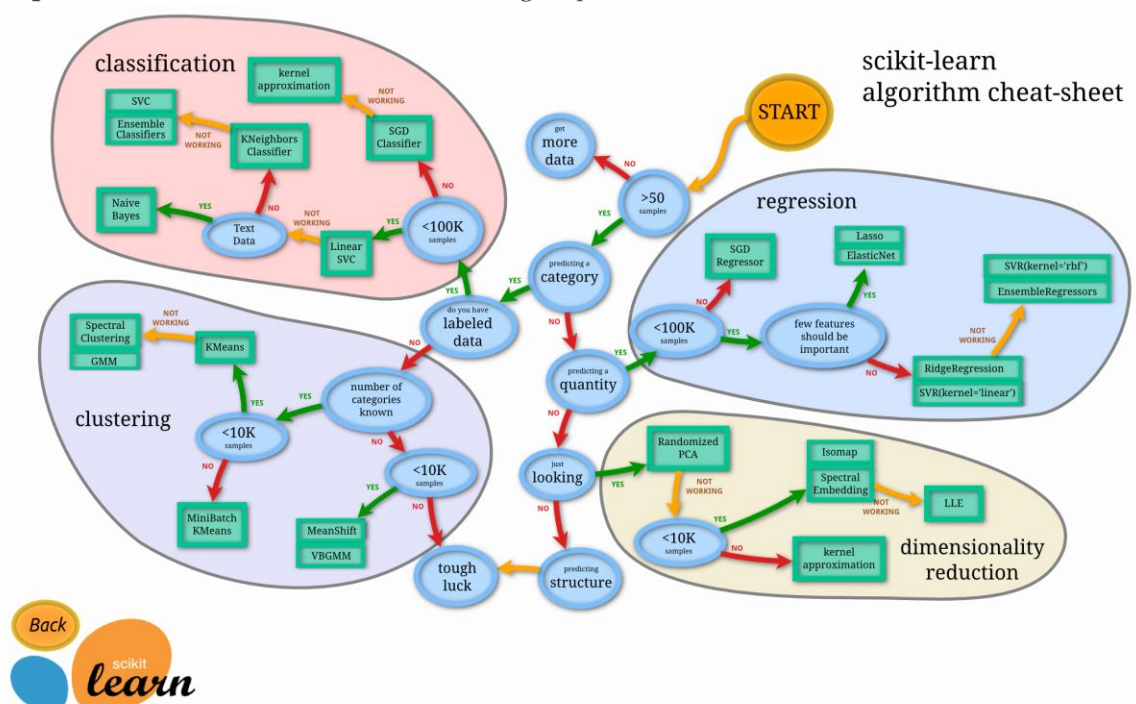 scikit-learn
algorithm cheat-sheet
START
classification
kernel
approximation
NOT
WORKING
SVC
Ensemble
Classifiers
NOT
WORKING
KNeighbors
Classifier
SGD
Classifier
NO
Naive
Bayes
YES
NO
Text
Data
NOT
WORKING
Linear
SVC
YES
<100K
samples
YES
get
more
data
NO
>50
samples
YES
predicting a
category
YES
NO
do you have
labeled
data
NO
predicting a
quantity
YES
NO
just
looking
YES
NO
predicting
structure
tough
luck
regression
SGD
Regressor
NO
<100K
samples
YES
Lasso
ElasticNet
YES
few features
should be
important
NO
SVR(kernel='rbf')
EnsembleRegressors
NOT
WORKING
RidgeRegression
SVR(kernel='linear')
clustering
Spectral
Clustering
GMM
NOT
WORKING
KMeans
YES
<10K
samples
YES
number of
categories
known
NO
NO
MiniBatch
KMeans
<10K
samples
YES
NO
MeanShift
VBGMM
dimensionality
reduction
Randomized
PCA
NOT
WORKING
<10K
samples
YES
NO
Isomap
Spectral
Embedding
NOT
WORKING
LLE
kernel
approximation
Back
scikit
learn